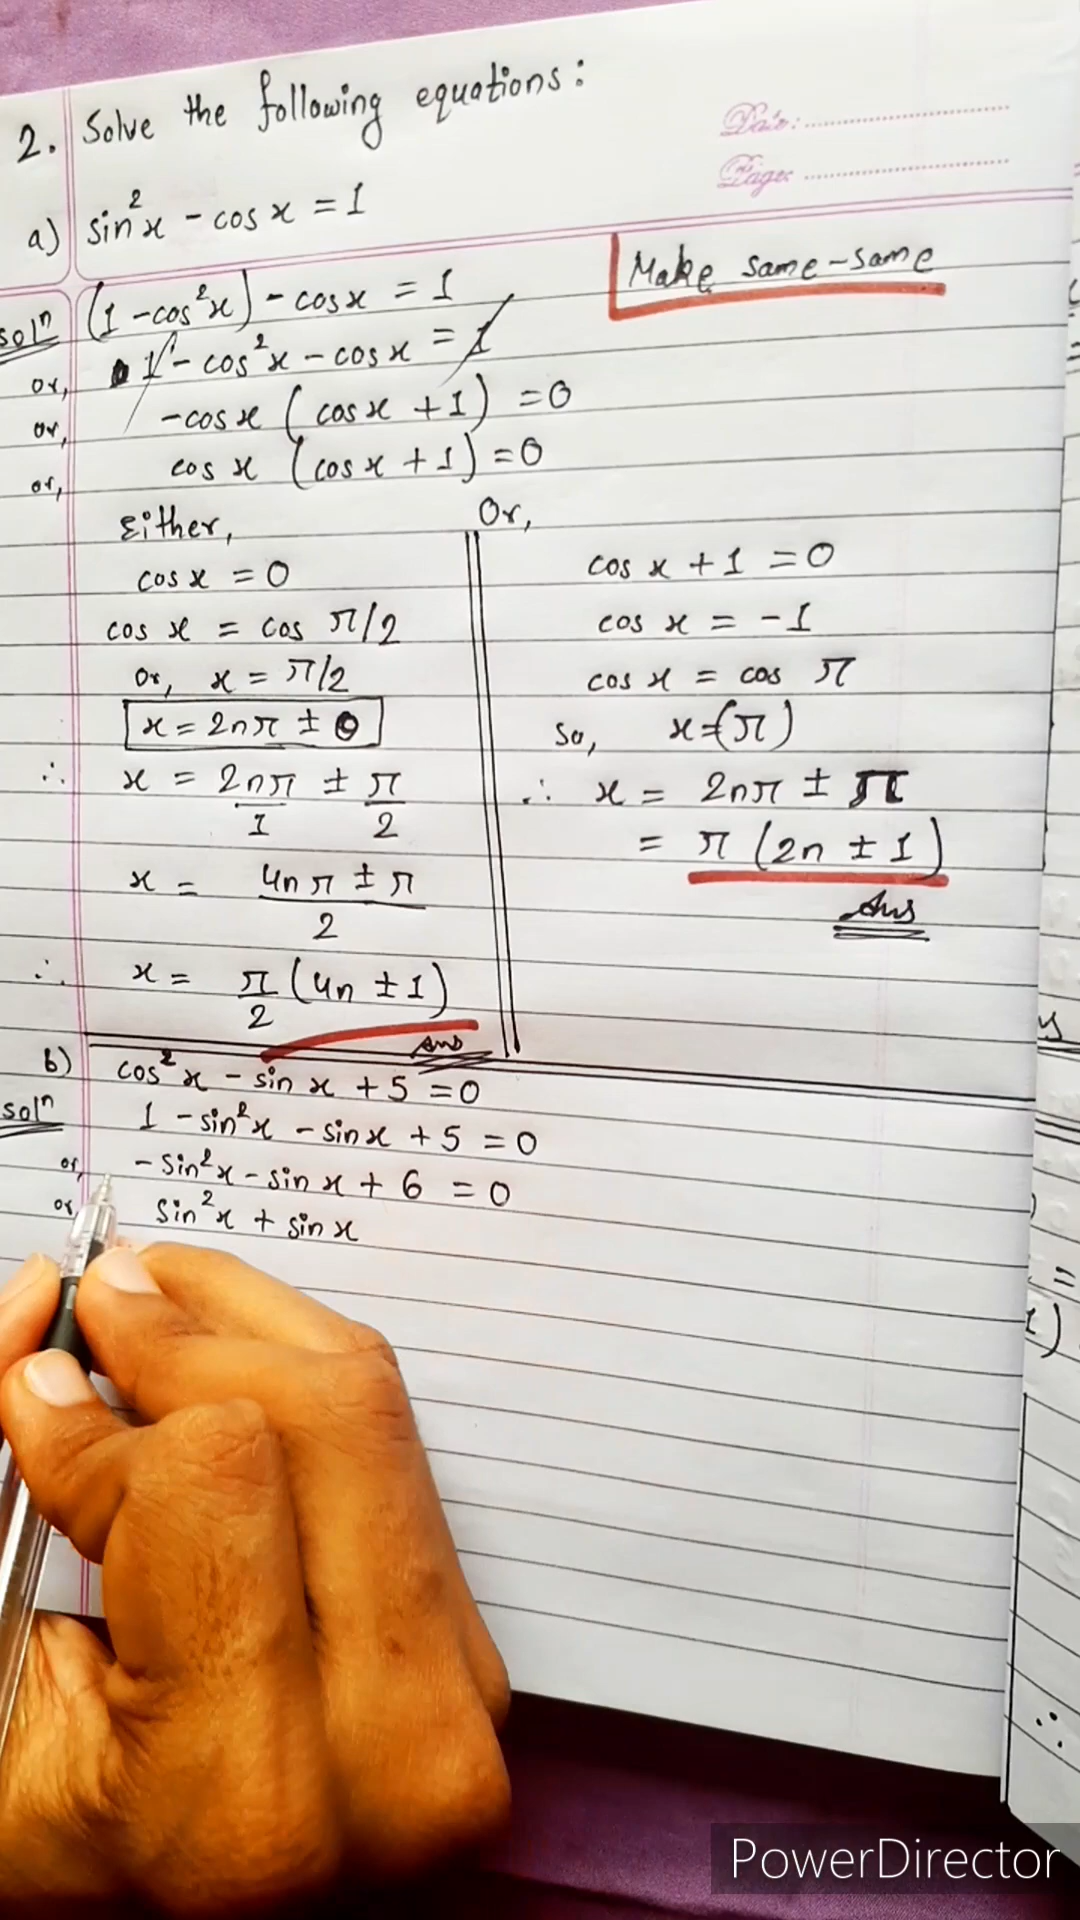 2. Solve the following equations:
Date:
Page:
a) sin²x - cos x = 1
Make same-same
solⁿ (1 - cos²x) - cos x = 1
or, 1 - cos²x - cos x = 1
or, -cos x (cos x + 1) = 0
or, cos x (cos x + 1) = 0
Either,
cos x = 0
cos x = cos π/2
or, x = π/2
x = 2nπ ± θ
∴ x = 2nπ/1 ± π/2
x = 4nπ ± π / 2
∴ x = π/2 (4n ± 1)
Ans
Or,
cos x + 1 = 0
cos x = -1
cos x = cos π
So, x = (π)
∴ x = 2nπ ± π
= π (2n ± 1)
Ans
b) cos²x - sin x + 5 = 0
solⁿ 1 - sin²x - sin x + 5 = 0
or, - sin²x - sin x + 6 = 0
or, sin²x + sin x
PowerDirector